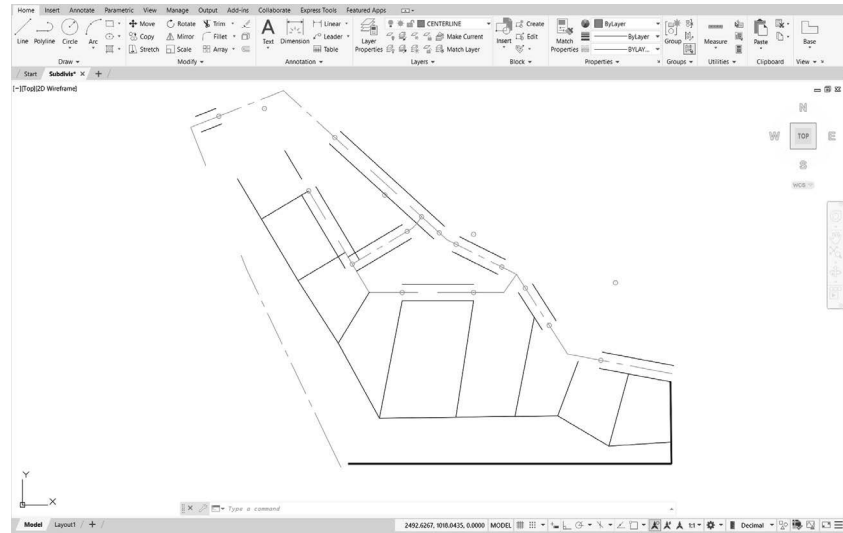 Home Insert Annotate Parametric View Manage Output Add-ins Collaborate Express Tools Featured Apps
Line Polyline Circle Arc
Move Rotate Trim
Copy Mirror Fillet
Stretch Scale Array
Text Dimension
Linear
Leader
Table
Layer Properties
CENTERLINE
Make Current
Match Layer
Insert
Create
Edit
Match Properties
ByLayer
ByLayer
BYLAY...
Group
Measure
Paste
Base
Draw Modify Annotation Layers Block Properties Groups Utilities Clipboard View
Start Subdivis* × +
[−][Top][2D Wireframe]
N
W TOP E
S
WCS
Y
X
Type a command
Model Layout1 + 2492.6267, 1018.0435, 0.0000 MODEL 1:1 Decimal